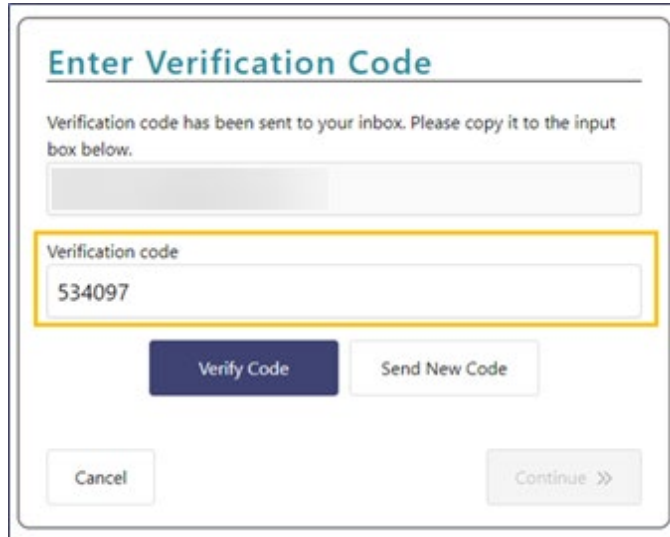 Enter Verification Code
Verification code has been sent to your inbox. Please copy it to the input
box below.
Verification code
534097
Verify Code
Send New Code
Cancel
Continue »